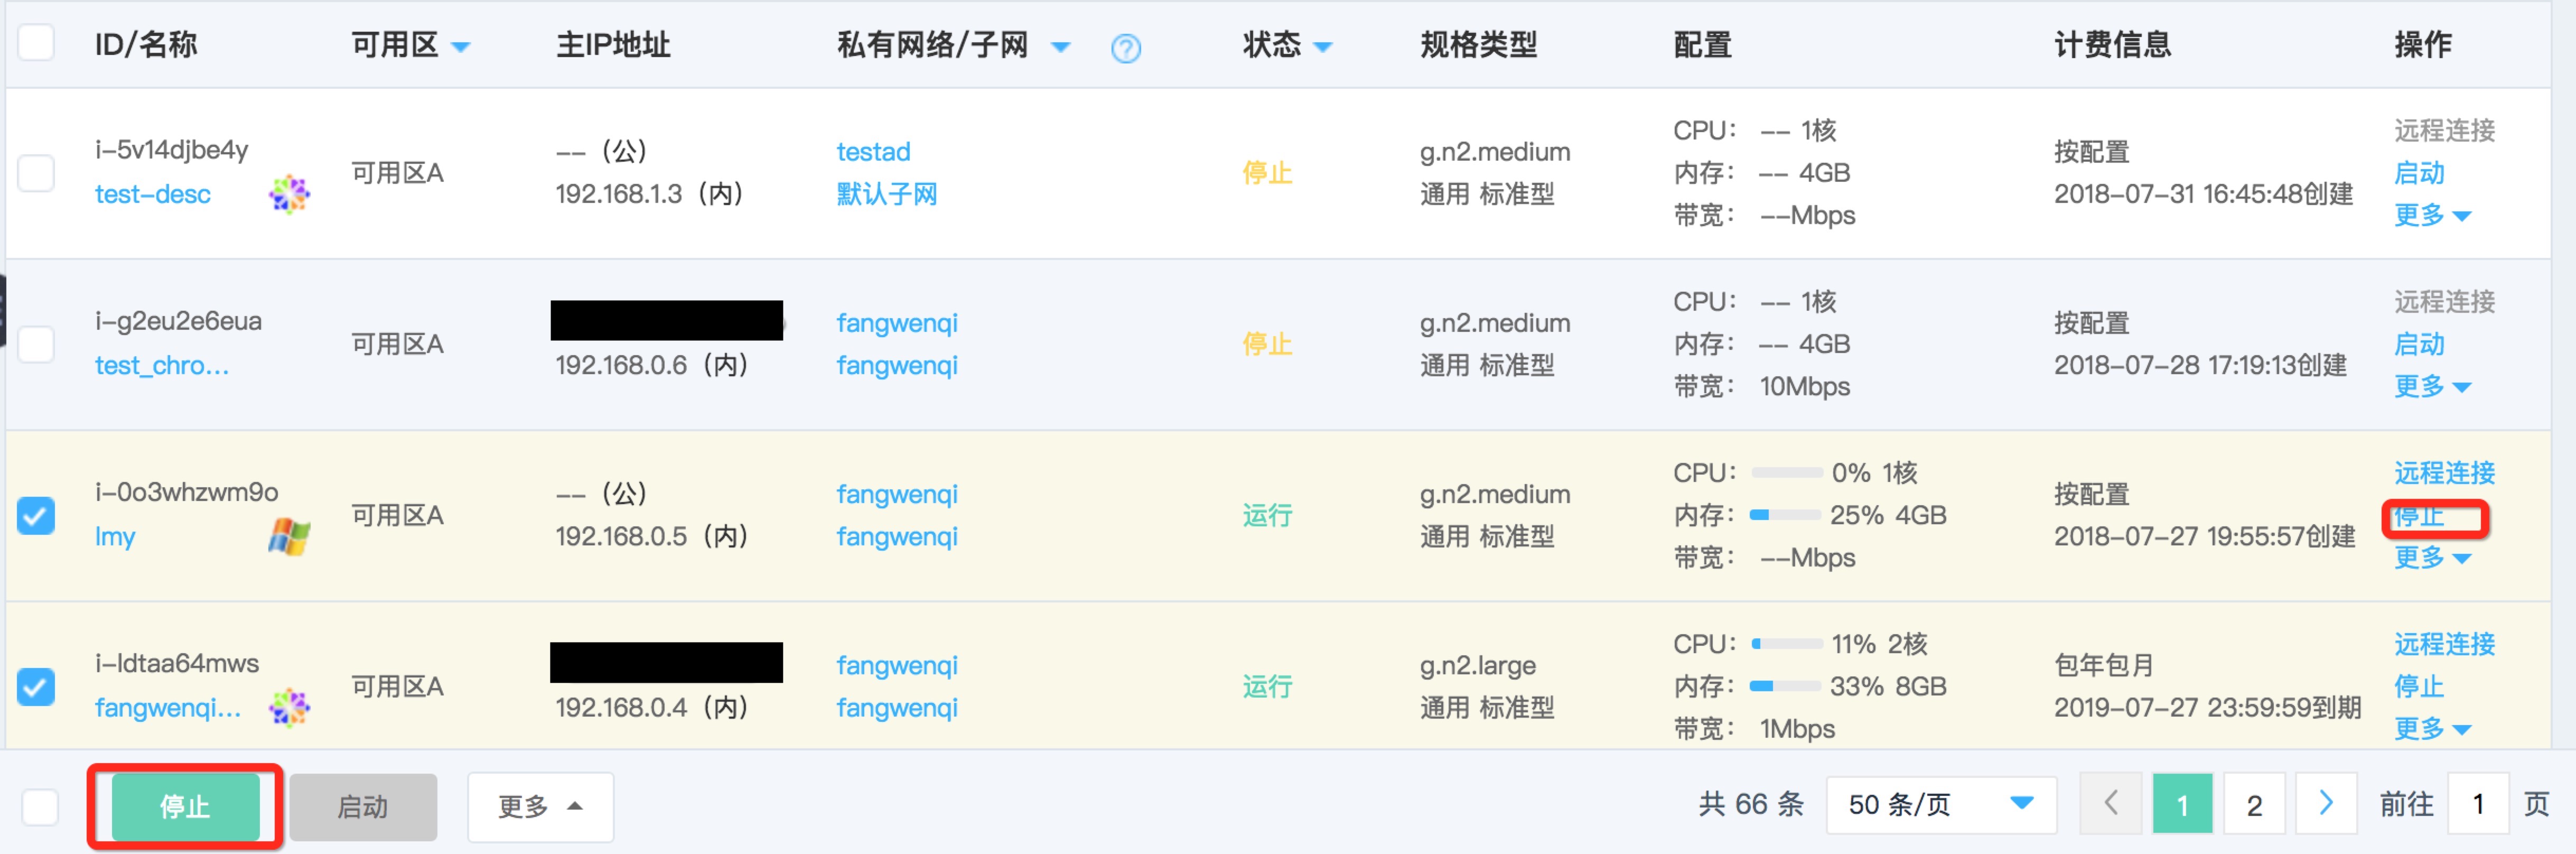 ID/名称 可用区 主IP地址 私有网络/子网 ? 状态 规格类型 配置 计费信息 操作
i-5v14djbe4y
test-desc
可用区A
-- (公)
192.168.1.3 (内)
testad
默认子网
停止
g.n2.medium
通用 标准型
CPU: -- 1核
内存: -- 4GB
带宽: --Mbps
按配置
2018-07-31 16:45:48创建
远程连接
启动
更多
i-g2eu2e6eua
test_chro...
可用区A
192.168.0.6 (内)
fangwenqi
fangwenqi
停止
g.n2.medium
通用 标准型
CPU: -- 1核
内存: -- 4GB
带宽: 10Mbps
按配置
2018-07-28 17:19:13创建
远程连接
启动
更多
i-0o3whzwm9o
lmy
可用区A
-- (公)
192.168.0.5 (内)
fangwenqi
fangwenqi
运行
g.n2.medium
通用 标准型
CPU: 0% 1核
内存: 25% 4GB
带宽: --Mbps
按配置
2018-07-27 19:55:57创建
远程连接
停止
更多
i-ldtaa64mws
fangwenqi...
可用区A
192.168.0.4 (内)
fangwenqi
fangwenqi
运行
g.n2.large
通用 标准型
CPU: 11% 2核
内存: 33% 8GB
带宽: 1Mbps
包年包月
2019-07-27 23:59:59到期
远程连接
停止
更多
停止 启动 更多 共 66 条 50 条/页 1 2 前往 1 页